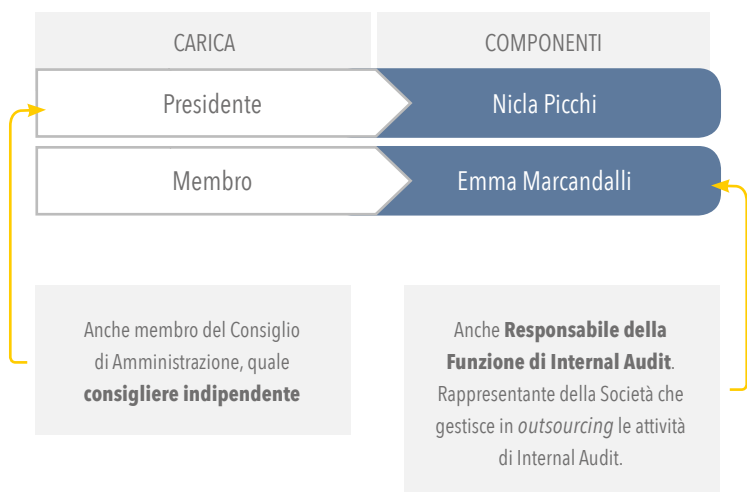 CARICA
COMPONENTI
Presidente
Nicla Picchi
Membro
Emma Marcandalli
Anche membro del Consiglio
di Amministrazione, quale
consigliere indipendente
Anche Responsabile della
Funzione di Internal Audit.
Rappresentante della Società che
gestisce in outsourcing le attività
di Internal Audit.